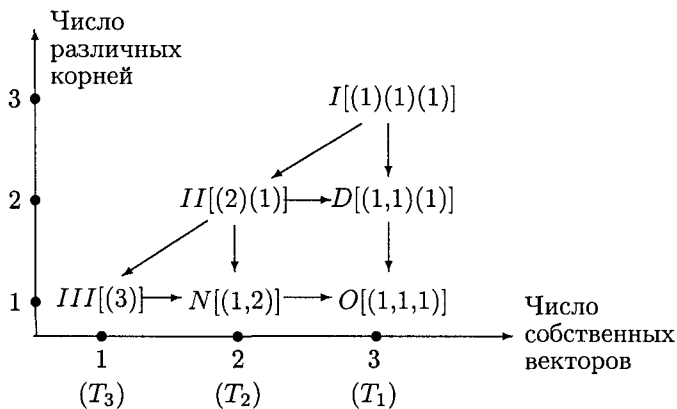 Число
различных
корней
3
I[(1)(1)(1)]
2
II[(2)(1)]
D[(1,1)(1)]
1
III[(3)]
N[(1,2)]
O[(1,1,1)]
Число
собственных
векторов
1
2
3
(T₃)
(T₂)
(T₁)